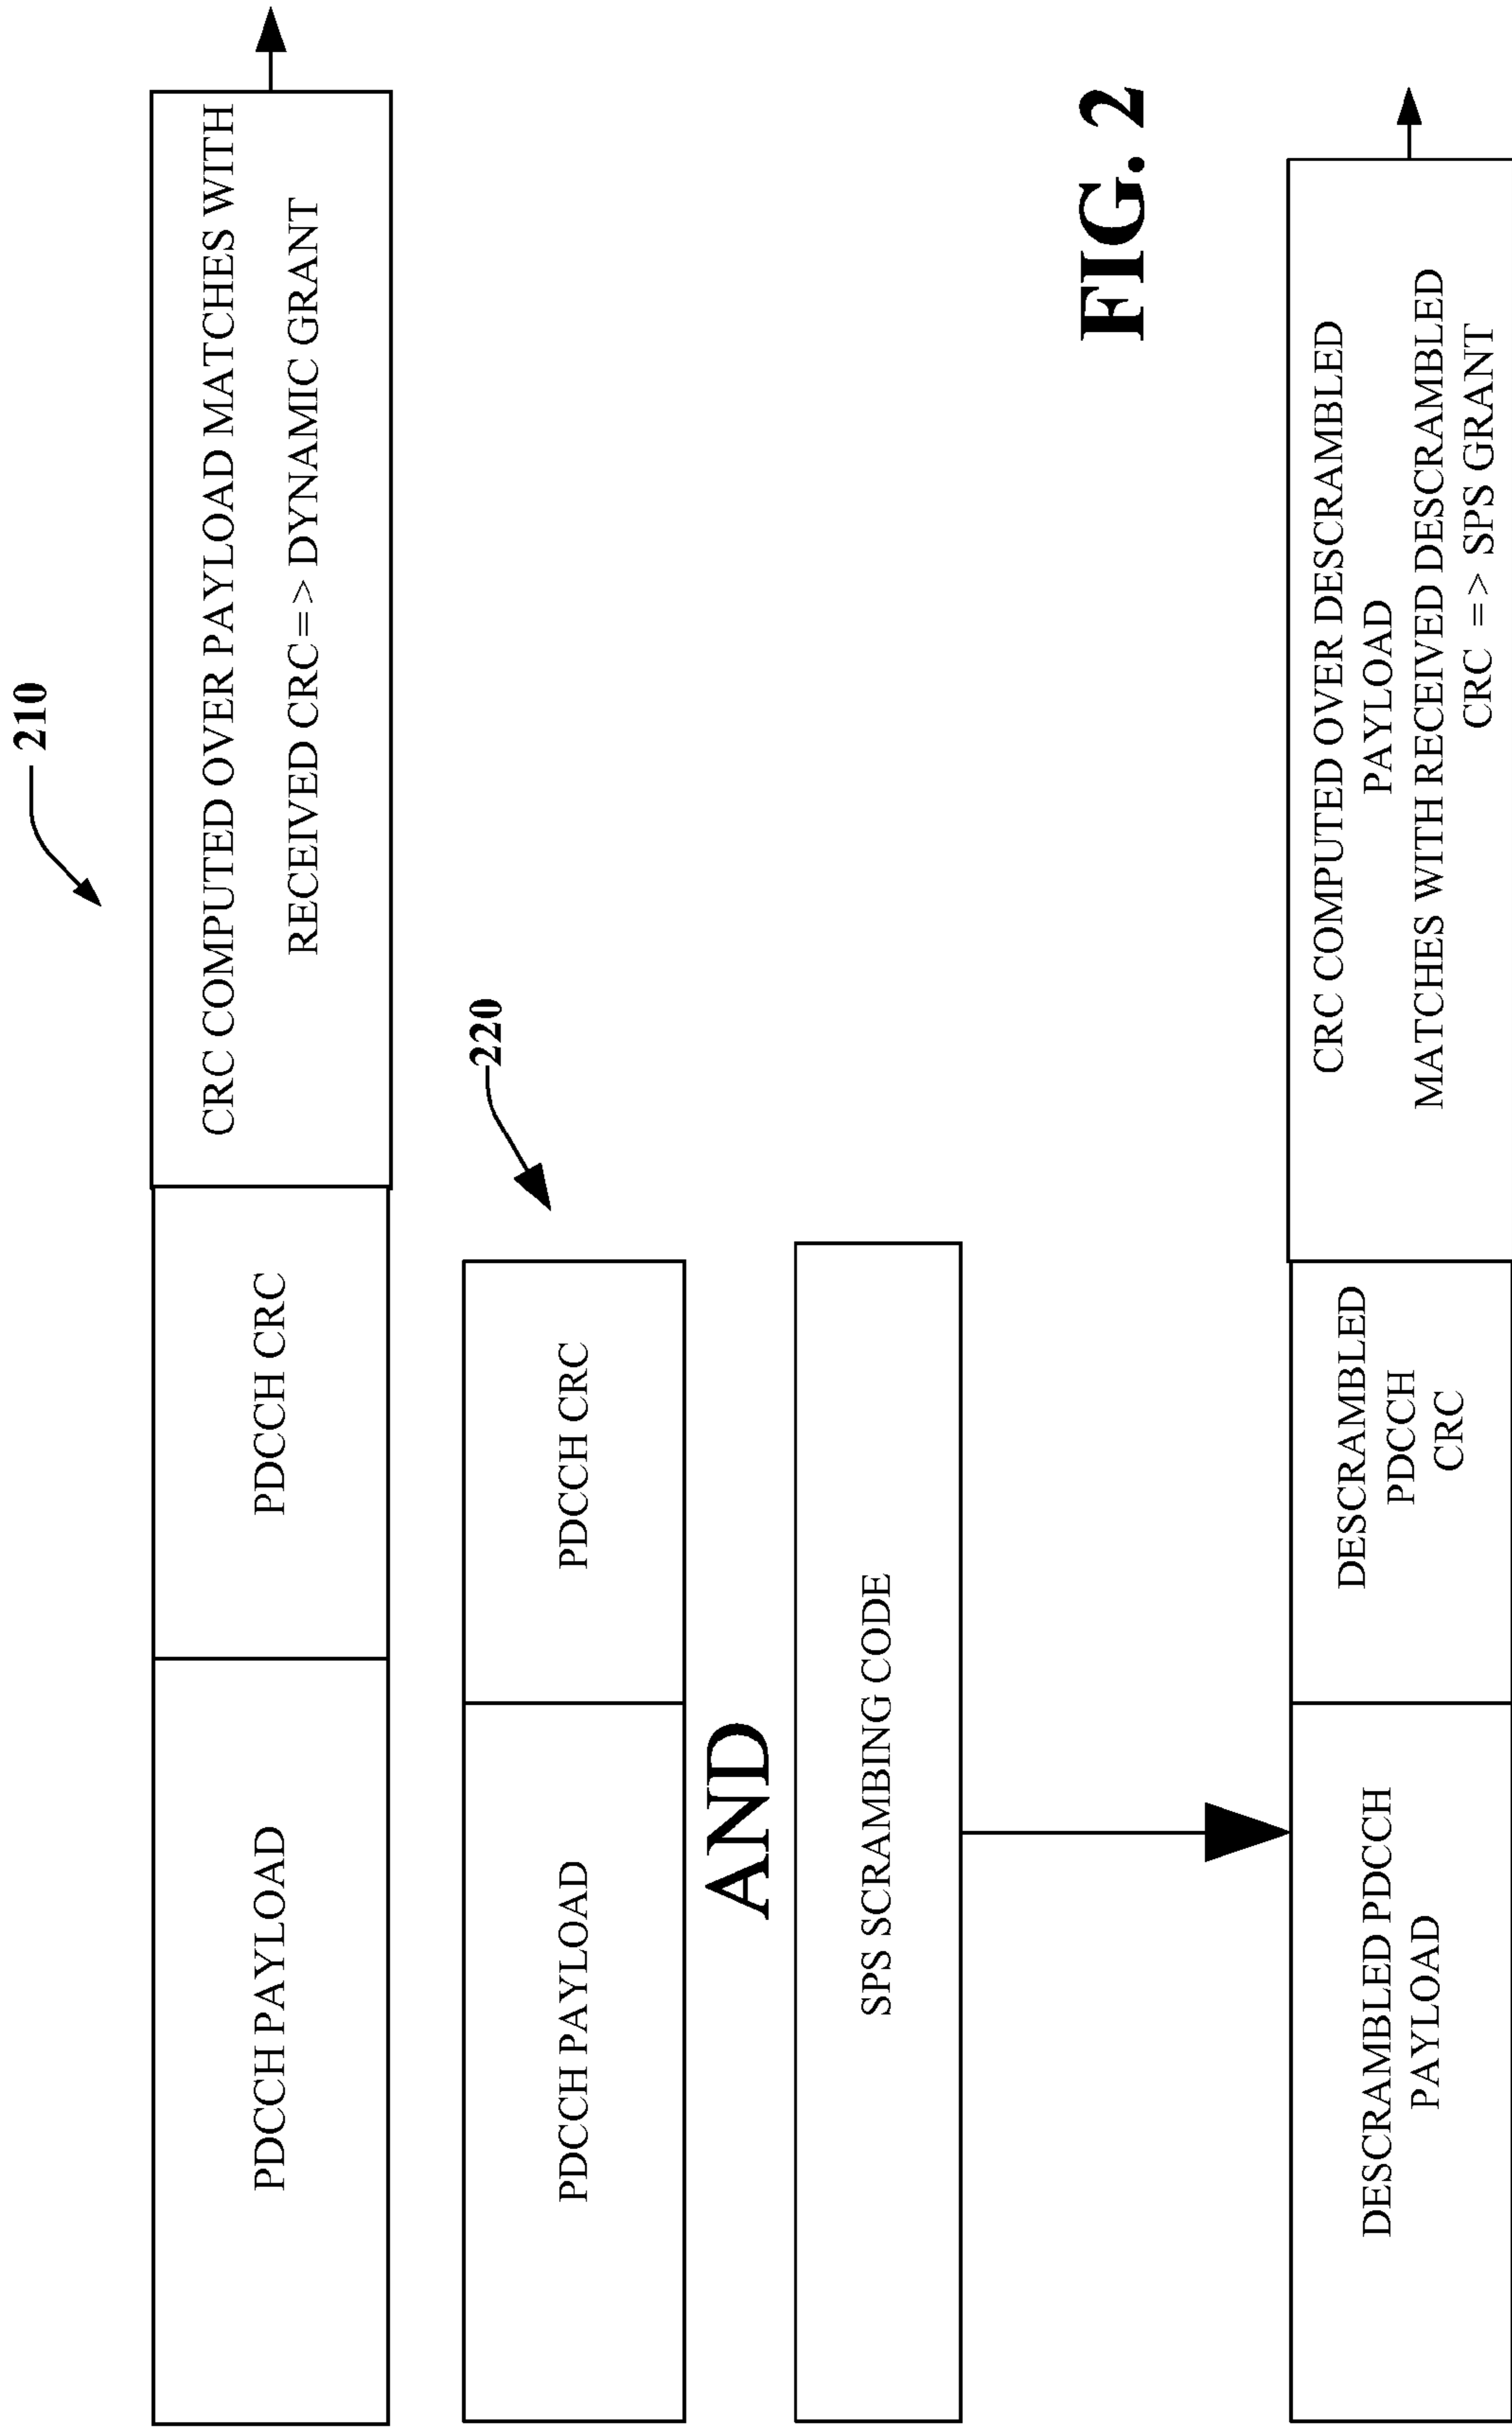 210
PDCCH PAYLOAD
PDCCH CRC
CRC COMPUTED OVER PAYLOAD MATCHES WITH
RECEIVED CRC => DYNAMIC GRANT
220
PDCCH PAYLOAD
PDCCH CRC
AND
SPS SCRAMBING CODE
FIG. 2
DESCRAMBLED PDCCH
PAYLOAD
DESCRAMBLED
PDCCH
CRC
CRC COMPUTED OVER DESCRAMBLED
PAYLOAD
MATCHES WITH RECEIVED DESCRAMBLED
CRC => SPS GRANT